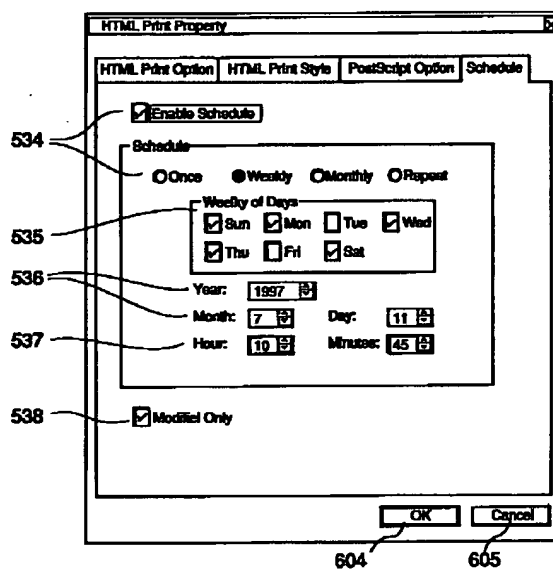 HTML Print Property
HTML Print Option HTML Print Style PostScript Option Schedule
534 Enable Schedule
Schedule
Once Weekly Monthly Repeat
535 Weelky of Days
Sun Mon Tue Wed
Thu Fri Sat
536 Year: 1997
Month: 7 Day: 11
537 Hour: 10 Minutes: 45
538 Modifiel Only
OK Cancel
604 605